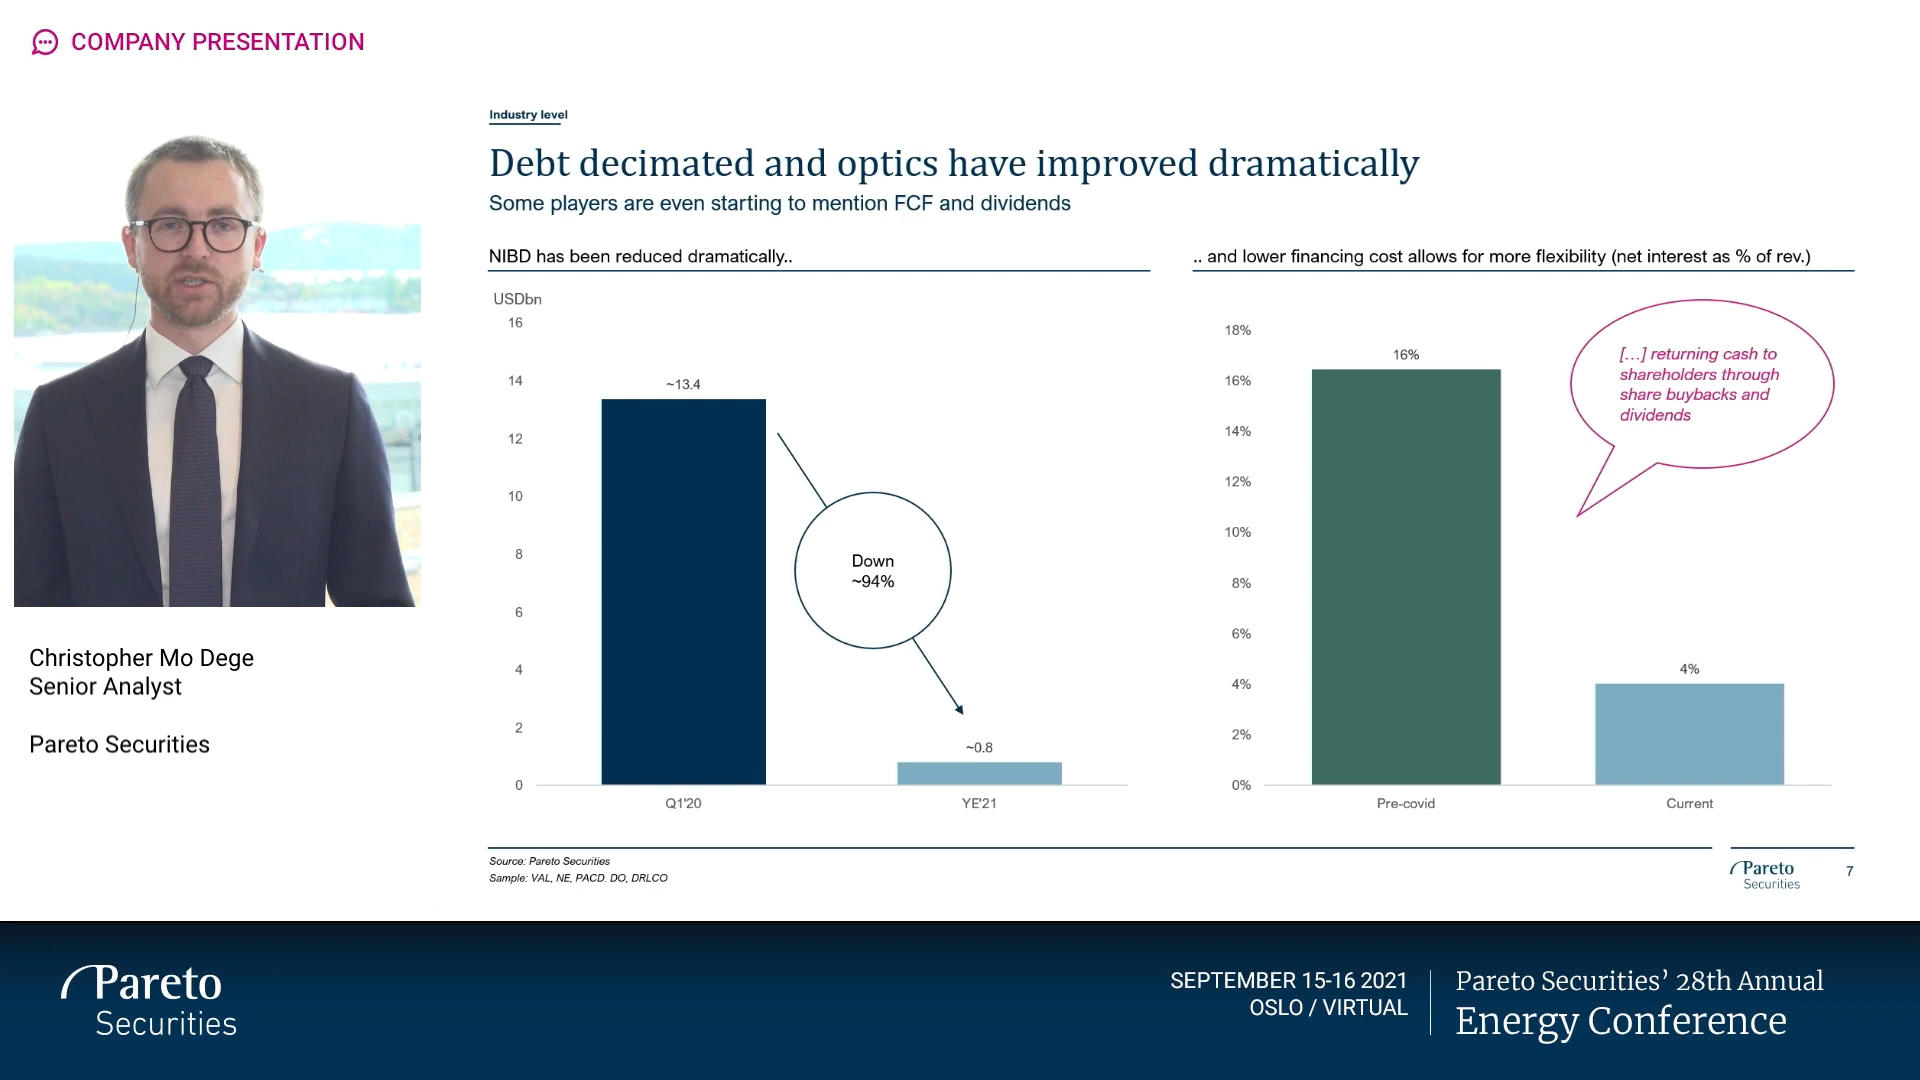 COMPANY PRESENTATION
Industry level
Debt decimated and optics have improved dramatically
Some players are even starting to mention FCF and dividends
NIBD has been reduced dramatically..
USDbn
16
14
12
10
8
6
4
2
0
~13.4
Down
~94%
~0.8
Q1'20
YE'21
.. and lower financing cost allows for more flexibility (net interest as % of rev.)
18%
16%
14%
12%
10%
8%
6%
4%
2%
0%
16%
[…] returning cash to
shareholders through
share buybacks and
dividends
4%
Pre-covid
Current
Christopher Mo Dege
Senior Analyst
Pareto Securities
Source: Pareto Securities
Sample: VAL, NE, PACD. DO, DRLCO
Pareto
Securities
7
Pareto
Securities
SEPTEMBER 15-16 2021
OSLO / VIRTUAL
Pareto Securities’ 28th Annual
Energy Conference